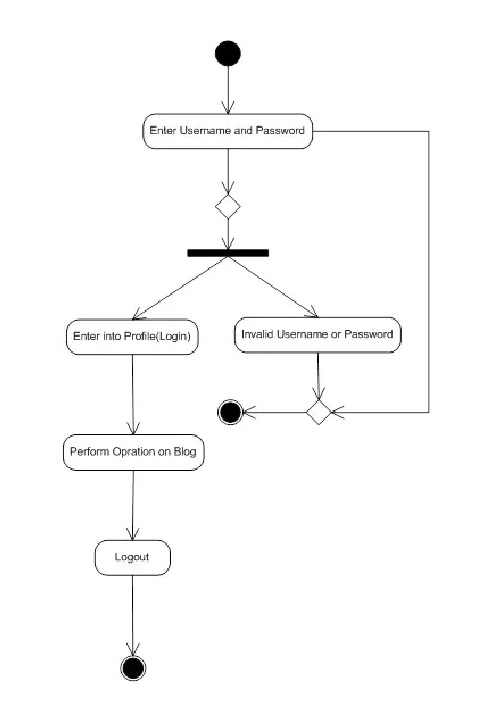 Enter Username and Password
Enter into Profile(Login)
Invalid Username or Password
Perform Opration on Blog
Logout